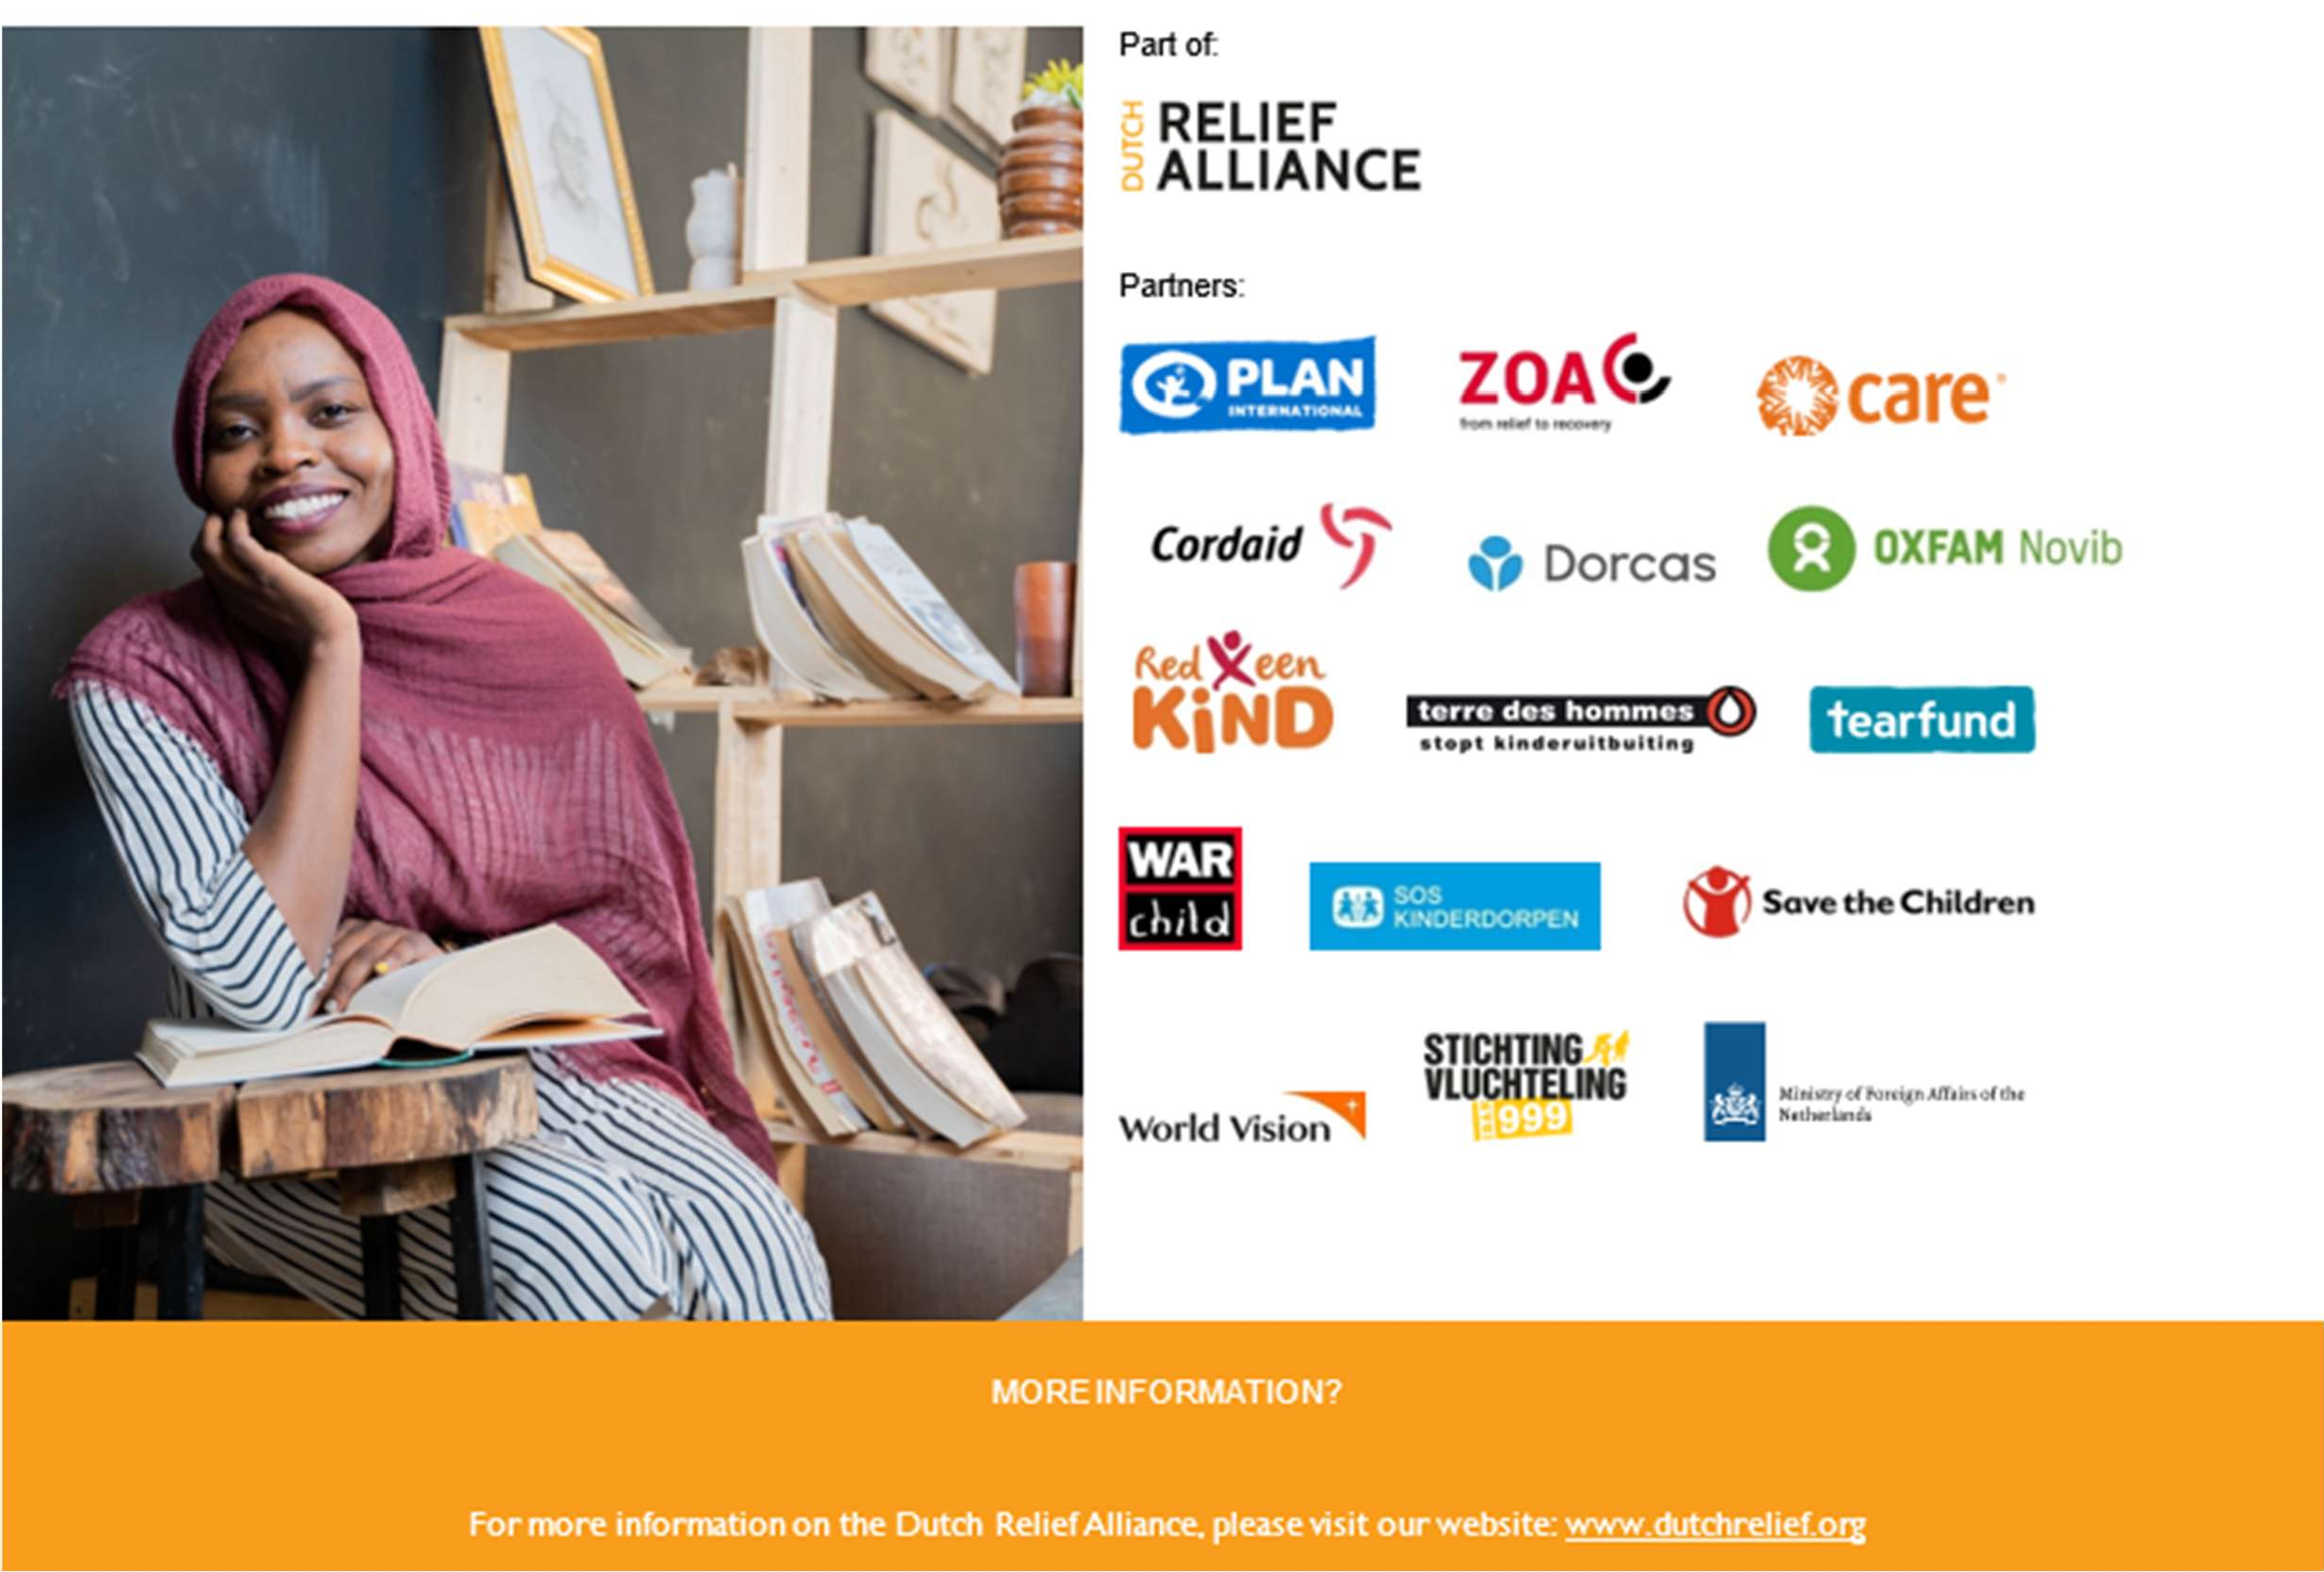 Part of:
DUTCH
RELIEF
ALLIANCE
Partners:
PLAN
INTERNATIONAL
ZOA
from relief to recovery
care®
Cordaid
Dorcas
OXFAM Novib
Red een
KiND
terre des hommes
stopt kinderuitbuiting
tearfund
WAR
child
SOS
KINDERDORPEN
Save the Children
World Vision
STICHTING
VLUCHTELING
999
Ministry of Foreign Affairs of the
Netherlands
MORE INFORMATION?
For more information on the Dutch Relief Alliance, please visit our website: www.dutchrelief.org